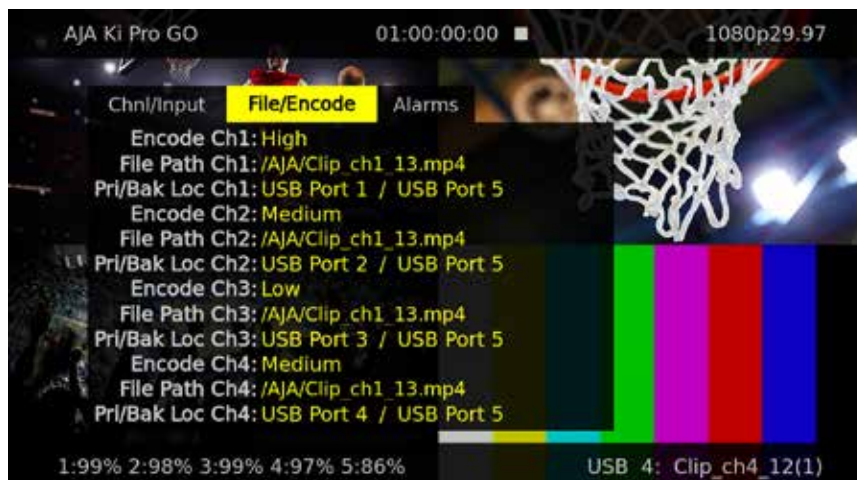 AJA Ki Pro GO 01:00:00:00 1080p29.97
Chnl/Input File/Encode Alarms
Encode Ch1: High
File Path Ch1: /AJA/Clip_ch1_13.mp4
Pri/Bak Loc Ch1: USB Port 1 / USB Port 5
Encode Ch2: Medium
File Path Ch2: /AJA/Clip_ch1_13.mp4
Pri/Bak Loc Ch2: USB Port 2 / USB Port 5
Encode Ch3: Low
File Path Ch3: /AJA/Clip_ch1_13.mp4
Pri/Bak Loc Ch3: USB Port 3 / USB Port 5
Encode Ch4: Medium
File Path Ch4: /AJA/Clip_ch1_13.mp4
Pri/Bak Loc Ch4: USB Port 4 / USB Port 5
1:99% 2:98% 3:99% 4:97% 5:86% USB 4: Clip_ch4_12(1)